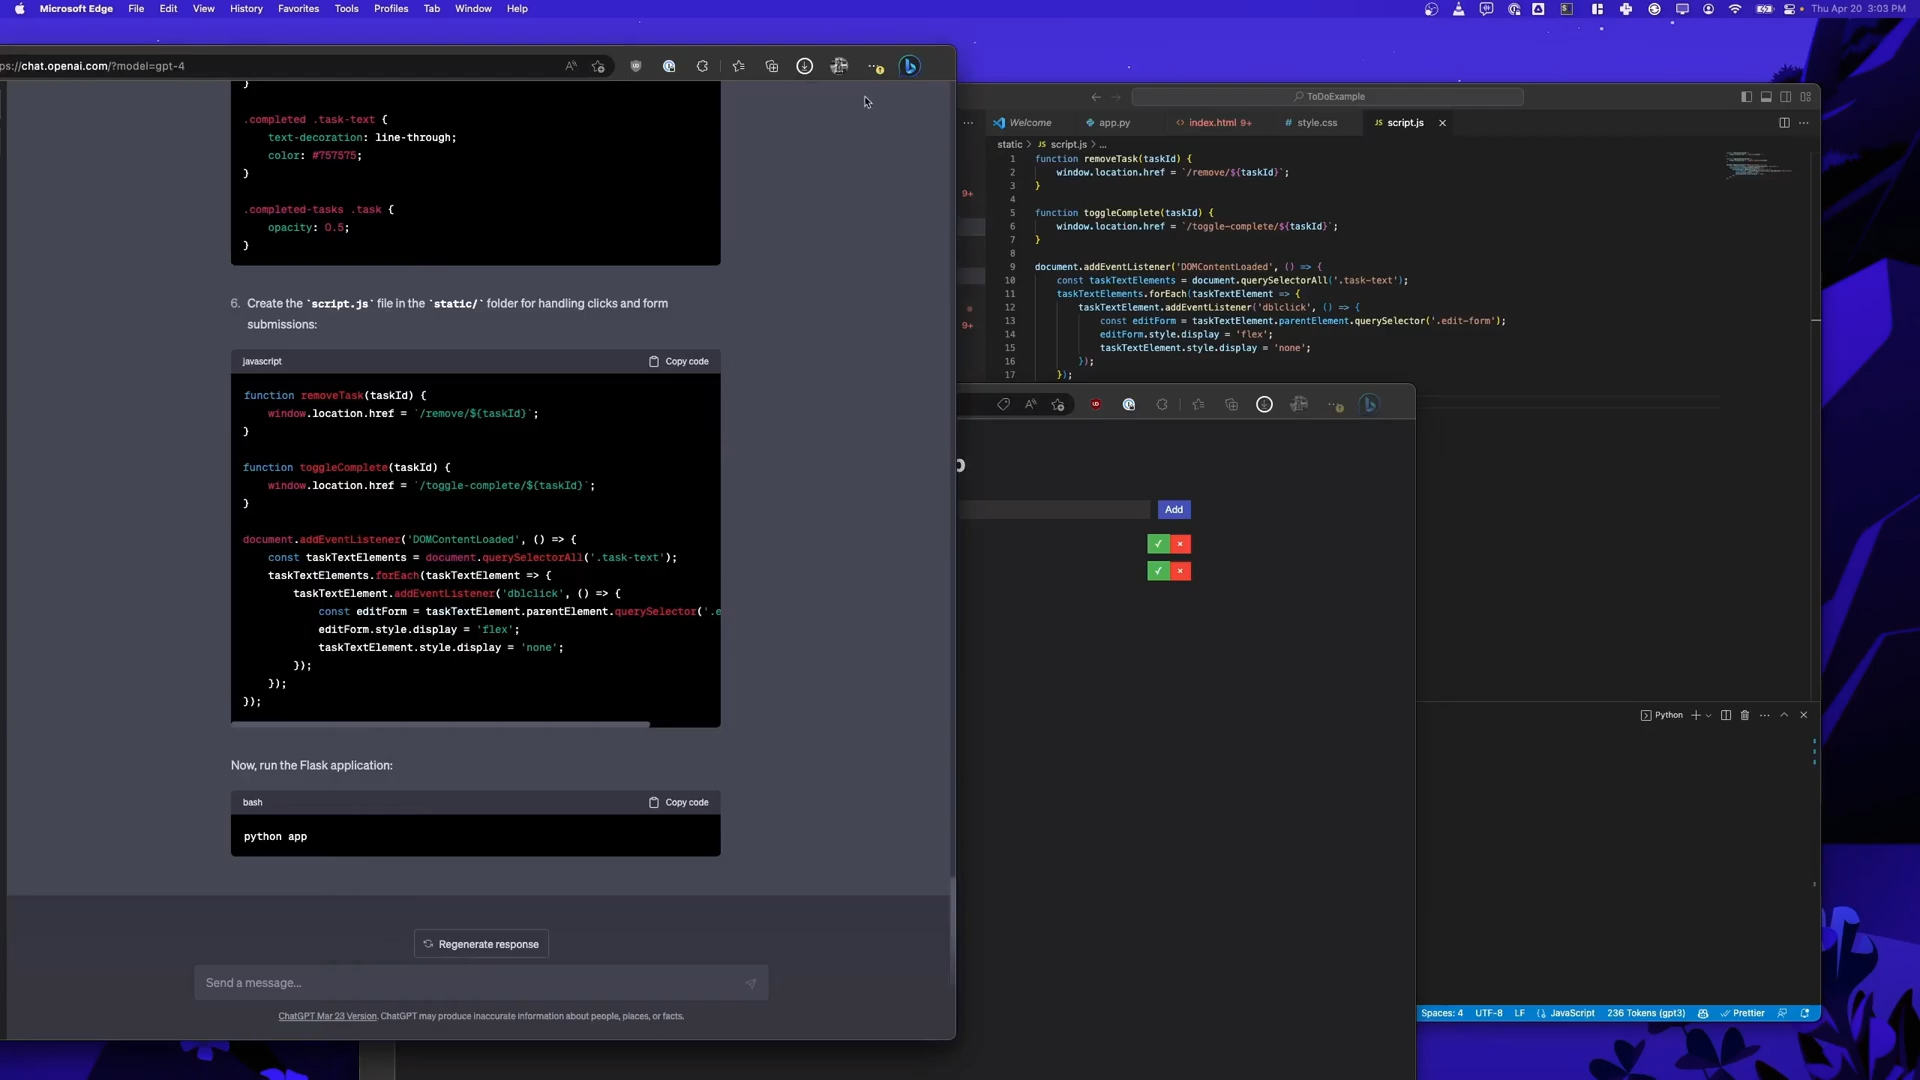 Microsoft Edge File Edit View History Favorites Tools Profiles Tab Window Help
Thu Apr 20 3:03 PM
ps://chat.openai.com/?model=gpt-4
}
.completed .task-text {
text-decoration: line-through;
color: #757575;
}
.completed-tasks .task {
opacity: 0.5;
}
6. Create the `script.js` file in the `static/` folder for handling clicks and form
submissions:
javascript
Copy code
function removeTask(taskId) {
window.location.href = `/remove/${taskId}`;
}
function toggleComplete(taskId) {
window.location.href = `/toggle-complete/${taskId}`;
}
document.addEventListener('DOMContentLoaded', () => {
const taskTextElements = document.querySelectorAll('.task-text');
taskTextElements.forEach(taskTextElement => {
taskTextElement.addEventListener('dblclick', () => {
const editForm = taskTextElement.parentElement.querySelector('.e
editForm.style.display = 'flex';
taskTextElement.style.display = 'none';
});
});
});
Now, run the Flask application:
bash
Copy code
python app
Regenerate response
Send a message...
ChatGPT Mar 23 Version. ChatGPT may produce inaccurate information about people, places, or facts.
ToDoExample
Welcome
app.py
<> index.html 9+
# style.css
JS script.js
static > JS script.js > ...
9+
9+
1 function removeTask(taskId) {
2 window.location.href = `/remove/${taskId}`;
3 }
4
5 function toggleComplete(taskId) {
6 window.location.href = `/toggle-complete/${taskId}`;
7 }
8
9 document.addEventListener('DOMContentLoaded', () => {
10 const taskTextElements = document.querySelectorAll('.task-text');
11 taskTextElements.forEach(taskTextElement => {
12 taskTextElement.addEventListener('dblclick', () => {
13 const editForm = taskTextElement.parentElement.querySelector('.edit-form');
14 editForm.style.display = 'flex';
15 taskTextElement.style.display = 'none';
16 });
17 });
p
Add
Python
Spaces: 4 UTF-8 LF {} JavaScript 236 Tokens (gpt3) Prettier